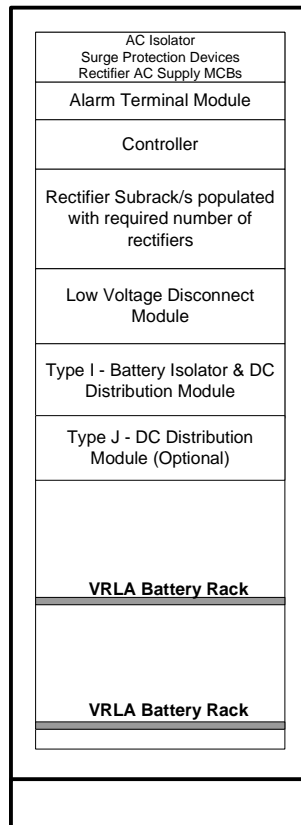 AC Isolator
Surge Protection Devices
Rectifier AC Supply MCBs
Alarm Terminal Module
Controller
Rectifier Subrack/s populated
with required number of
rectifiers
Low Voltage Disconnect
Module
Type I - Battery Isolator & DC
Distribution Module
Type J - DC Distribution
Module (Optional)
VRLA Battery Rack
VRLA Battery Rack